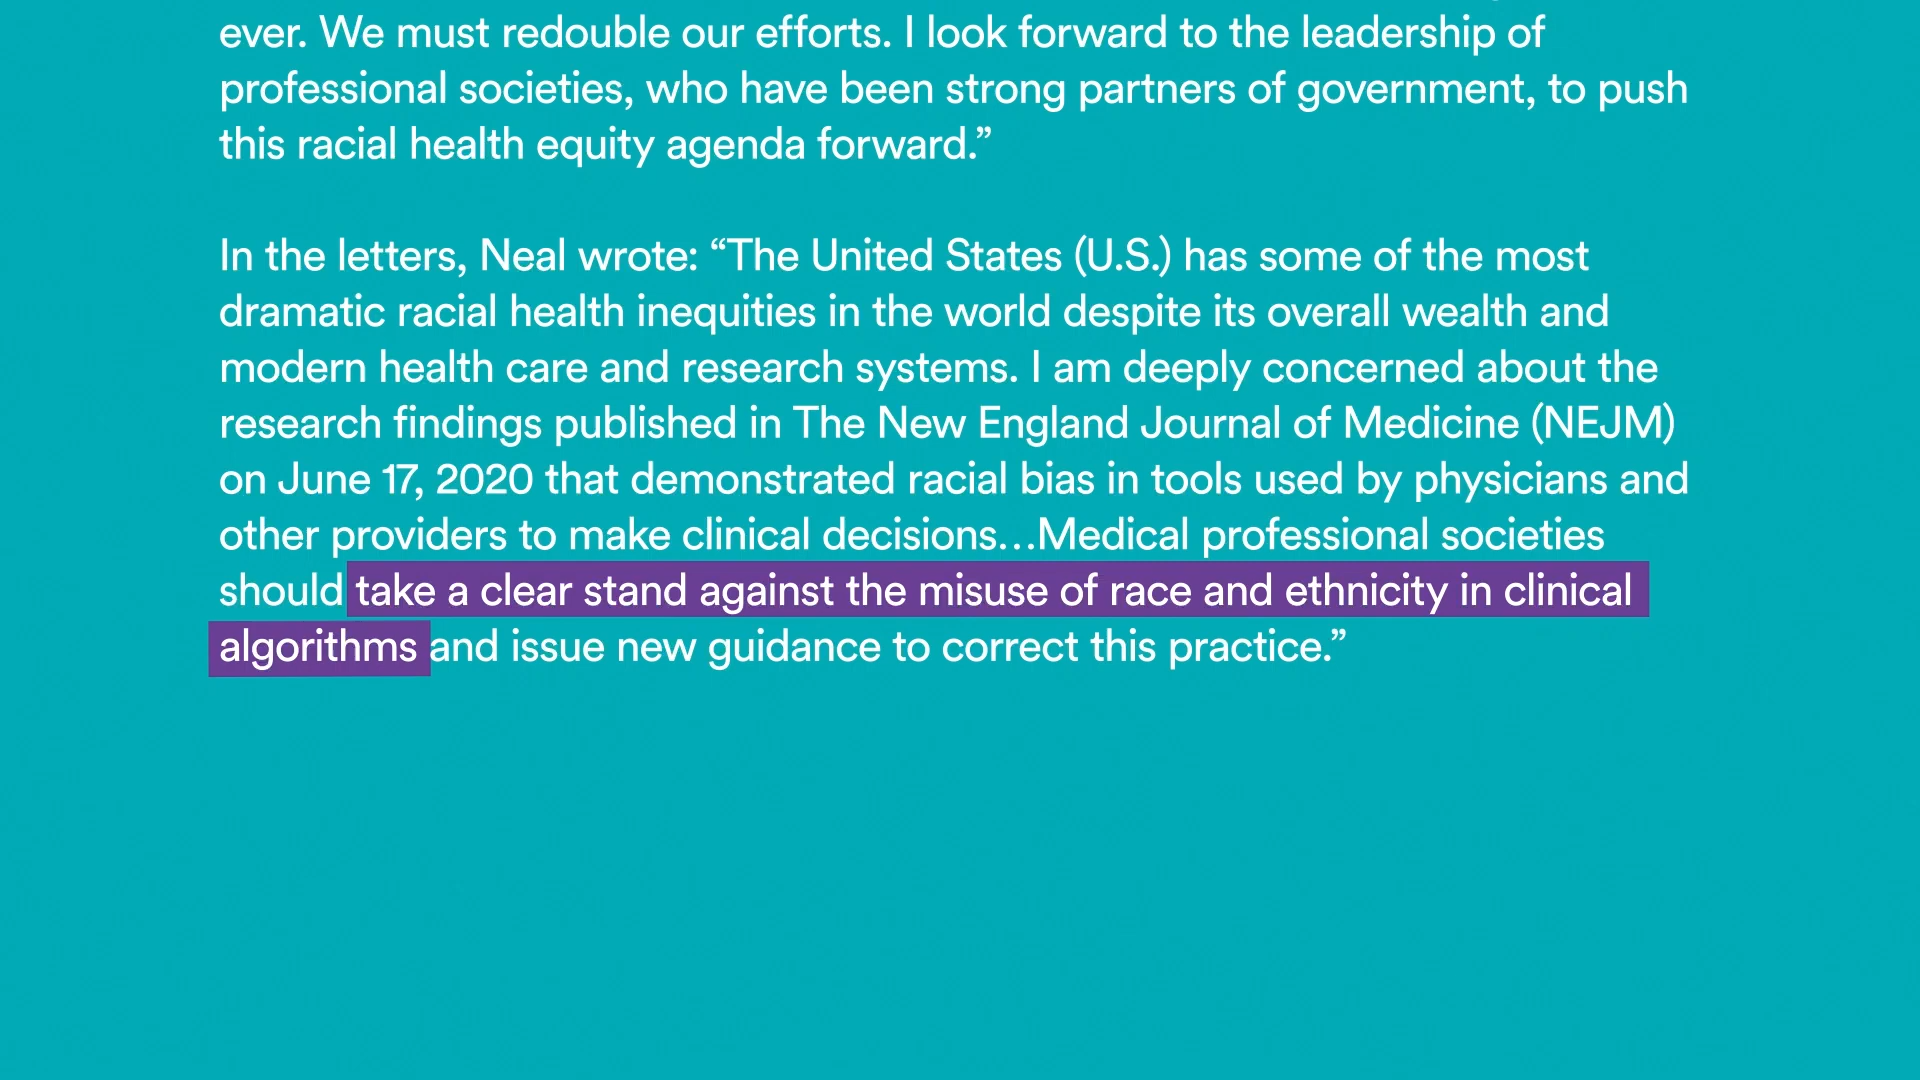 ever. We must redouble our efforts. I look forward to the leadership of
professional societies, who have been strong partners of government, to push
this racial health equity agenda forward.”
In the letters, Neal wrote: “The United States (U.S.) has some of the most
dramatic racial health inequities in the world despite its overall wealth and
modern health care and research systems. I am deeply concerned about the
research findings published in The New England Journal of Medicine (NEJM)
on June 17, 2020 that demonstrated racial bias in tools used by physicians and
other providers to make clinical decisions…Medical professional societies
should take a clear stand against the misuse of race and ethnicity in clinical
algorithms and issue new guidance to correct this practice.”